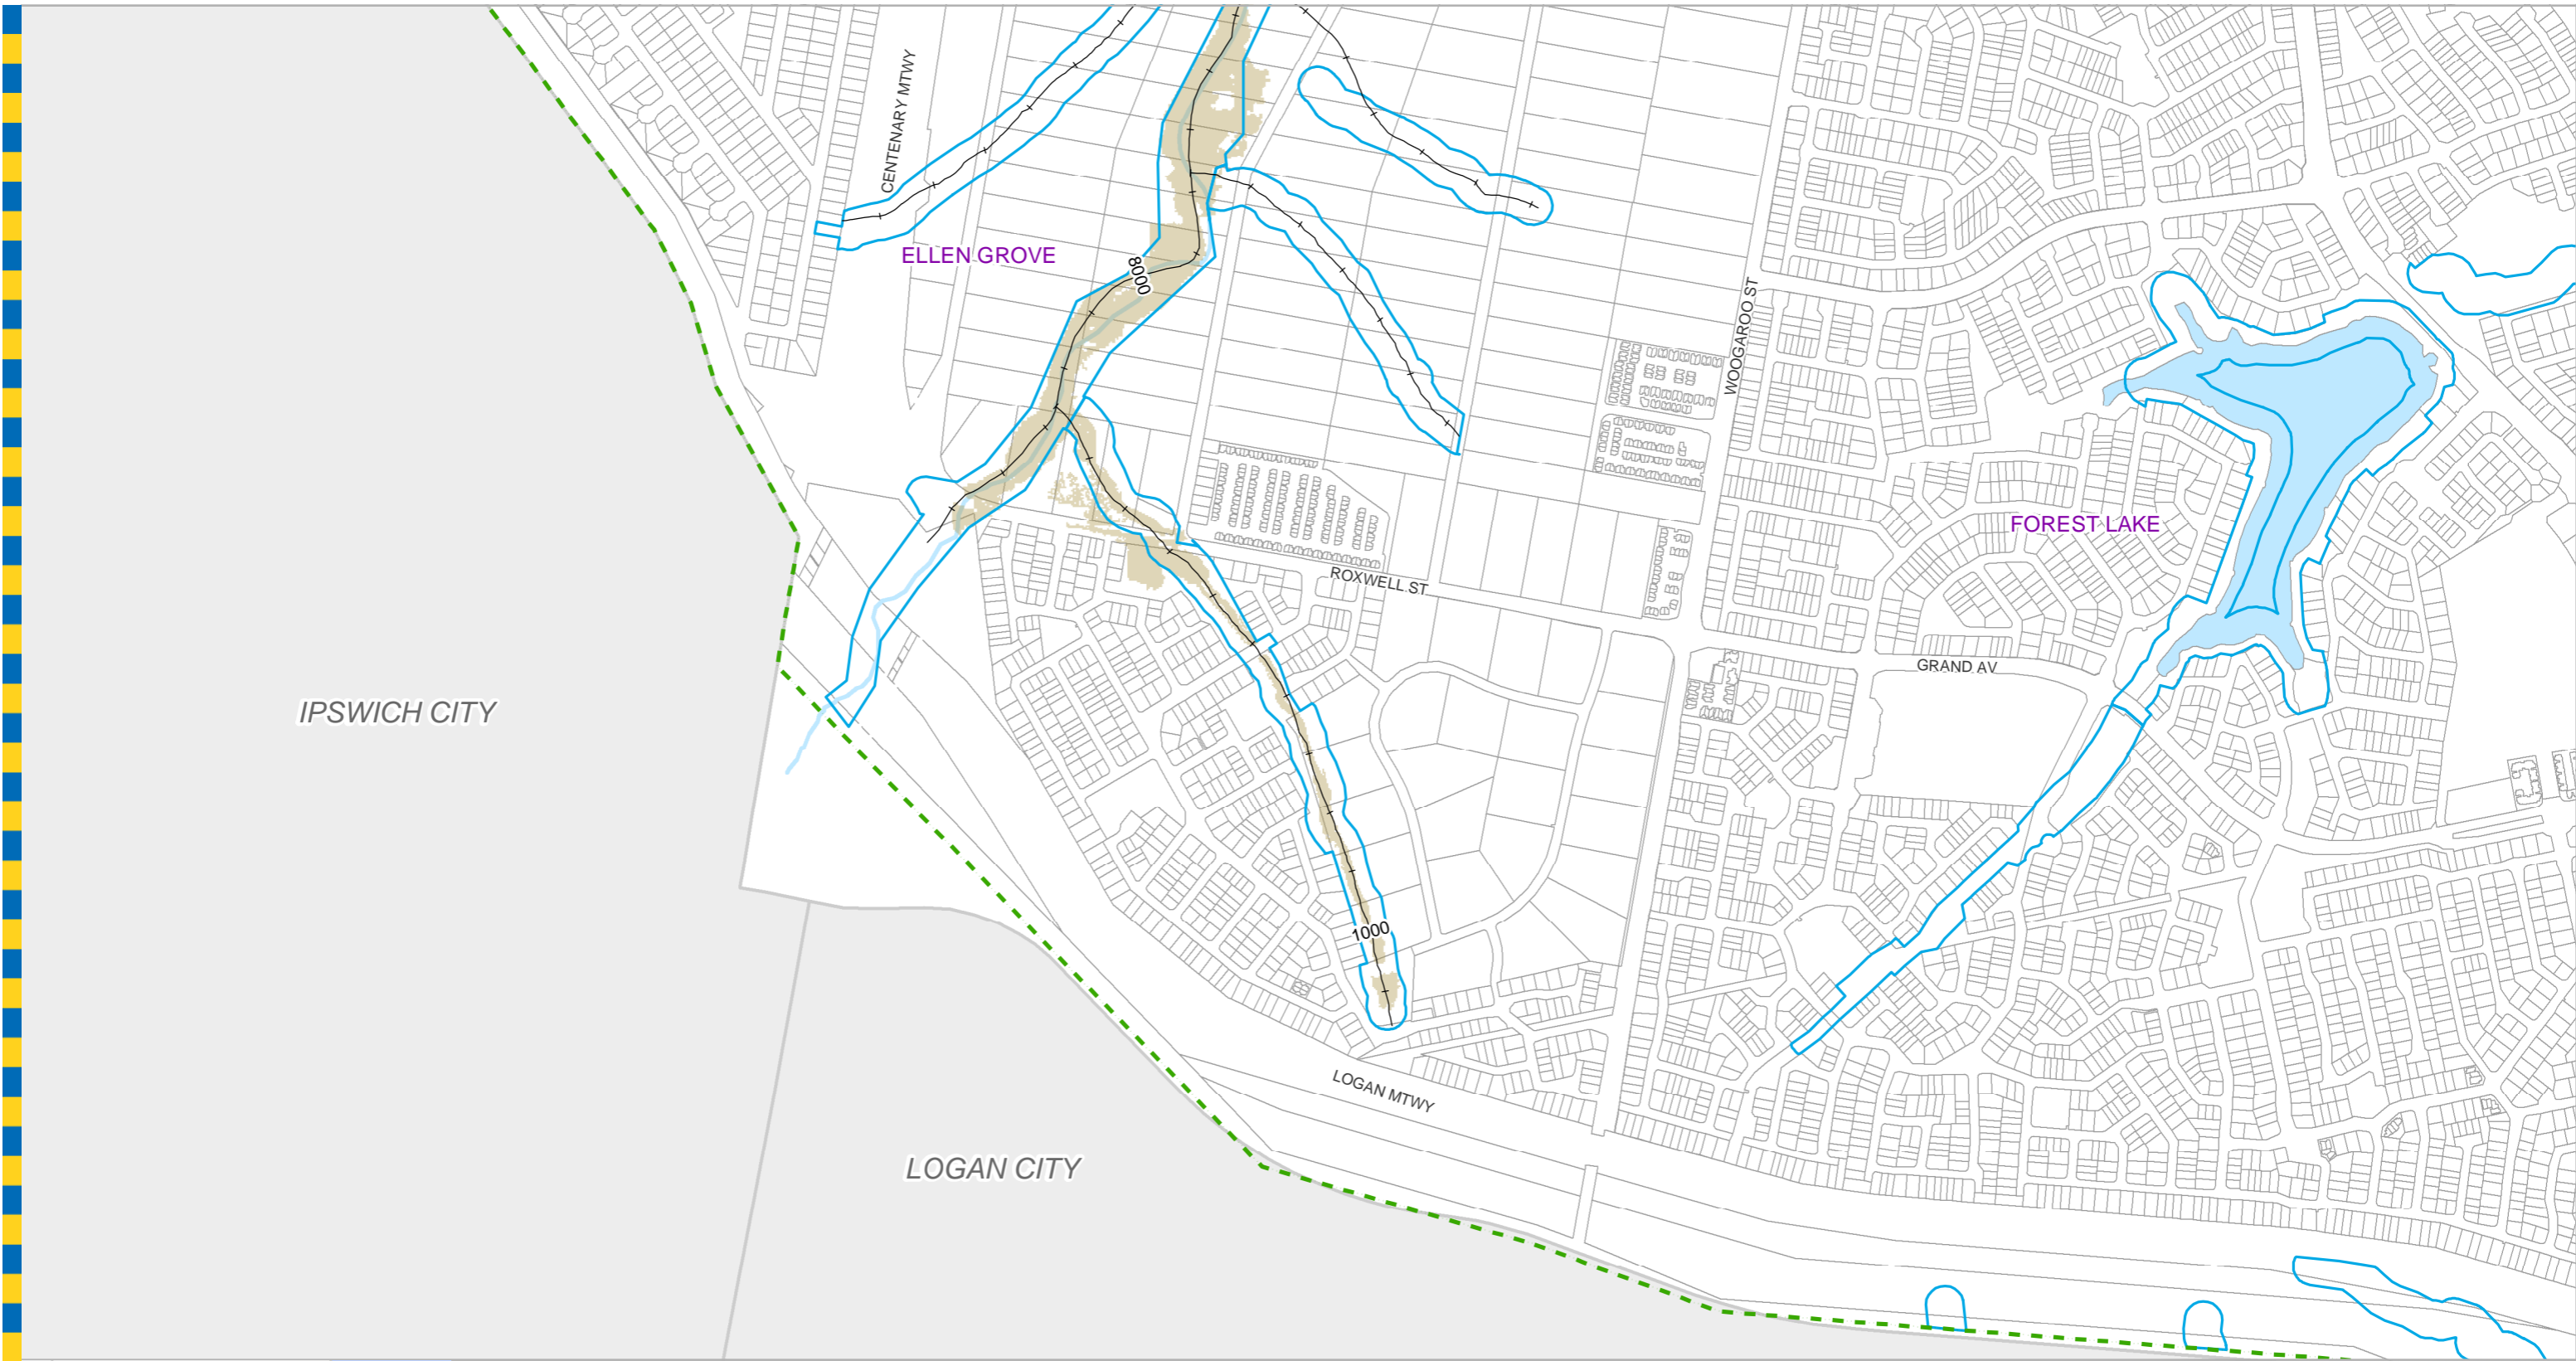 CENTENARY MTWY
ELLEN GROVE
8000
WOOGAROO ST
FOREST LAKE
ROXWELL ST
GRAND AV
IPSWICH CITY
1000
LOGAN MTWY
LOGAN CITY